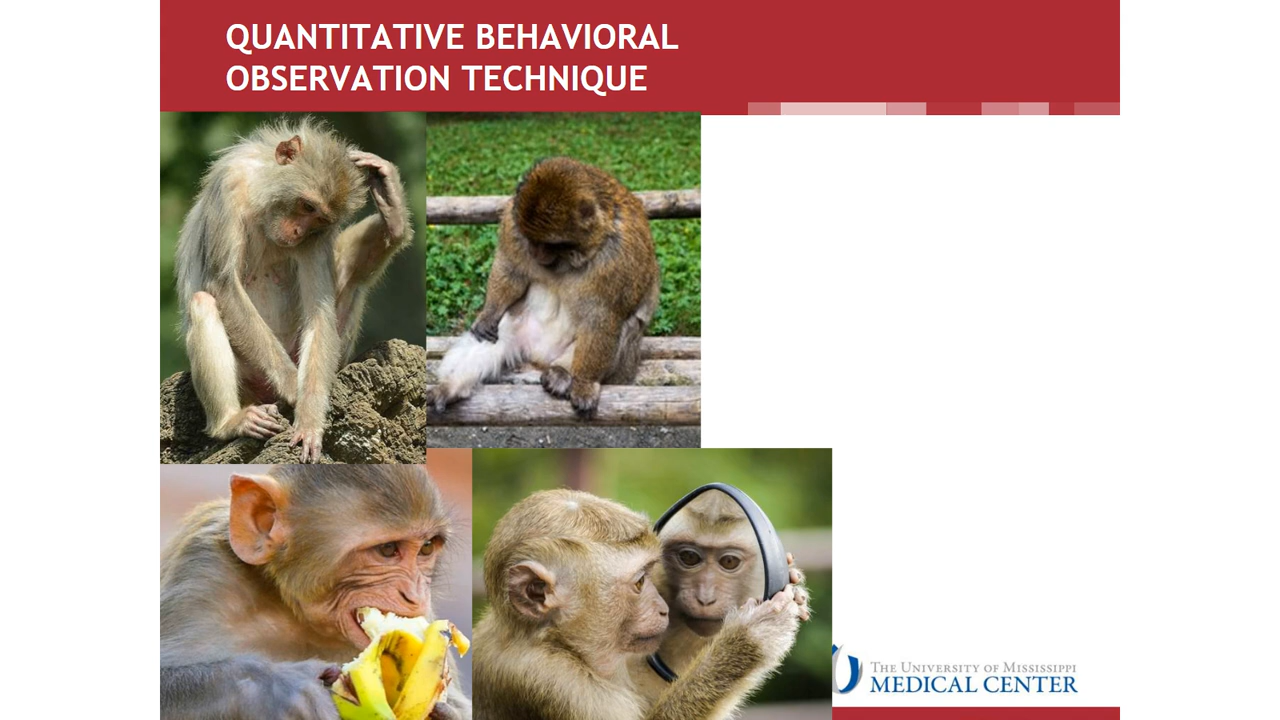 QUANTITATIVE BEHAVIORAL
OBSERVATION TECHNIQUE
THE UNIVERSITY OF MISSISSIPPI
MEDICAL CENTER